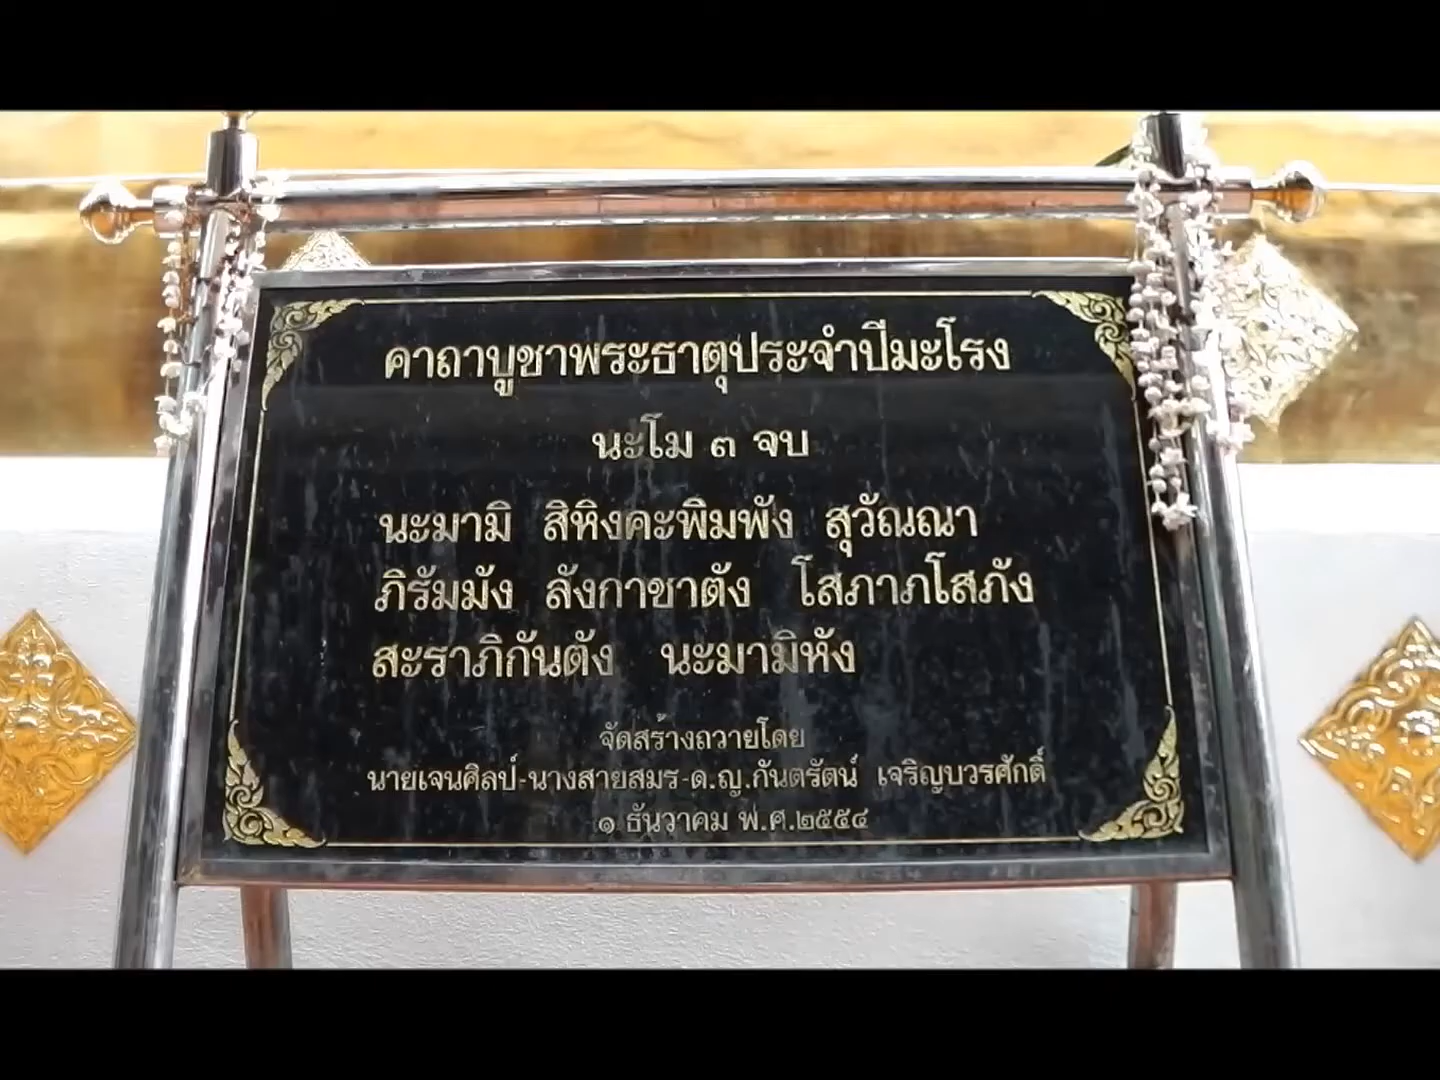 คาถาบูชาพระธาตุประจำปีมะโรง
นะโม ๓ จบ
นะมามิ สิหิงคะพิมพัง สุวัณณา
ภิรัมมัง ลังกาชาตัง โสภาภโสภัง
สะราภิกันตัง นะมามิหัง
จัดสร้างถวายโดย
นายเจนศิลป์-นางสายสมร-ด.ญ.กันตรัตน์ เจริญบวรศักดิ์
๑ ธันวาคม พ.ศ.๒๕๕๔